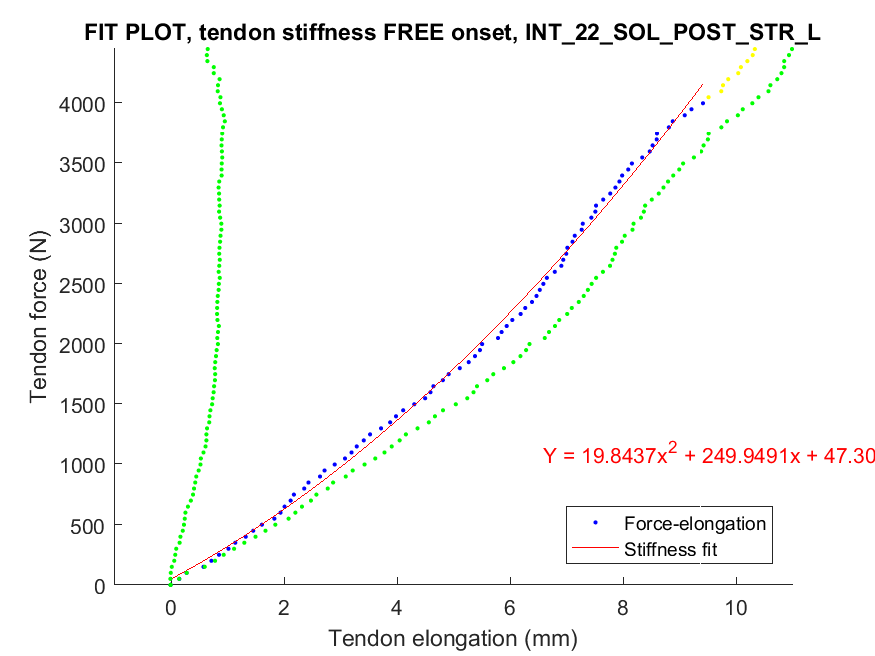 FIT PLOT, tendon stiffness FREE onset, INT_22_SOL_POST_STR_L
4000
3500
3000
2500
2000
1500
1000
500
0
Tendon force (N)
Y = 19.8437x² + 249.9491x + 47.30
Force-elongation
Stiffness fit
0 2 4 6 8 10
Tendon elongation (mm)